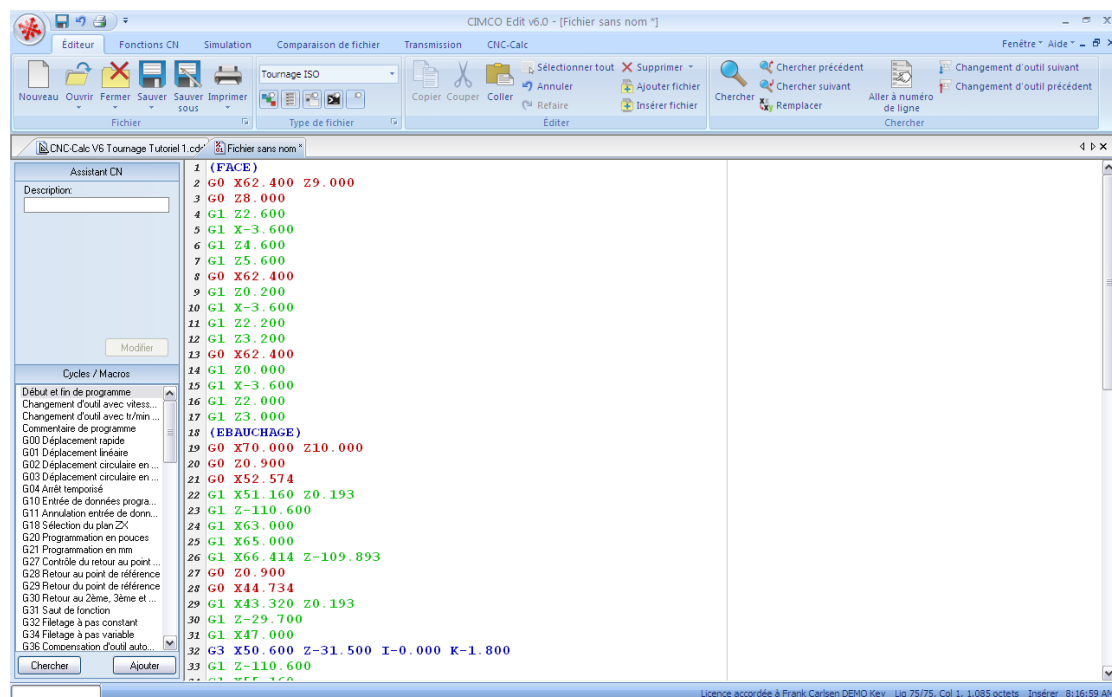 CIMCO Edit v6.0 - [Fichier sans nom *]
Éditeur Fonctions CN Simulation Comparaison de fichier Transmission CNC-Calc Fenêtre Aide
Nouveau Ouvrir Fermer Sauver Sauver sous Imprimer
Fichier
Tournage ISO
Type de fichier
Copier Couper Coller
Sélectionner tout Supprimer
Annuler Ajouter fichier
Refaire Insérer fichier
Éditer
Chercher
Chercher précédent
Chercher suivant
Remplacer
Aller à numéro de ligne
Changement d'outil suivant
Changement d'outil précédent
Chercher
CNC-Calc V6 Tournage Tutoriel 1.cdd Fichier sans nom *
Assistant CN
Description:
Modifier
Cycles / Macros
Début et fin de programme
Changement d'outil avec vitess...
Changement d'outil avec tr/min ...
Commentaire de programme
G00 Déplacement rapide
G01 Déplacement linéaire
G02 Déplacement circulaire en ...
G03 Déplacement circulaire en ...
G04 Arrêt temporisé
G10 Entrée de données progra...
G11 Annulation entrée de donn...
G18 Sélection du plan ZX
G20 Programmation en pouces
G21 Programmation en mm
G27 Contrôle du retour au point ...
G28 Retour au point de référence
G29 Retour du point de référence
G30 Retour au 2ème, 3ème et ...
G31 Saut de fonction
G32 Filetage à pas constant
G34 Filetage à pas variable
G36 Compensation d'outil auto...
Chercher Ajouter
1 (FACE)
2 G0 X62.400 Z9.000
3 G0 Z8.000
4 G1 Z2.600
5 G1 X-3.600
6 G1 Z4.600
7 G1 Z5.600
8 G0 X62.400
9 G1 Z0.200
10 G1 X-3.600
11 G1 Z2.200
12 G1 Z3.200
13 G0 X62.400
14 G1 Z0.000
15 G1 X-3.600
16 G1 Z2.000
17 G1 Z3.000
18 (EBAUCHAGE)
19 G0 X70.000 Z10.000
20 G0 Z0.900
21 G0 X52.574
22 G1 X51.160 Z0.193
23 G1 Z-110.600
24 G1 X63.000
25 G1 X65.000
26 G1 X66.414 Z-109.893
27 G0 Z0.900
28 G0 X44.734
29 G1 X43.320 Z0.193
30 G1 Z-29.700
31 G1 X47.000
32 G3 X50.600 Z-31.500 I-0.000 K-1.800
33 G1 Z-110.600
34 G1 X55.160
Licence accordée à Frank Carlsen DEMO Key Lig 75/75, Col 1, 1.085 octets Insérer 8:16:59 AM